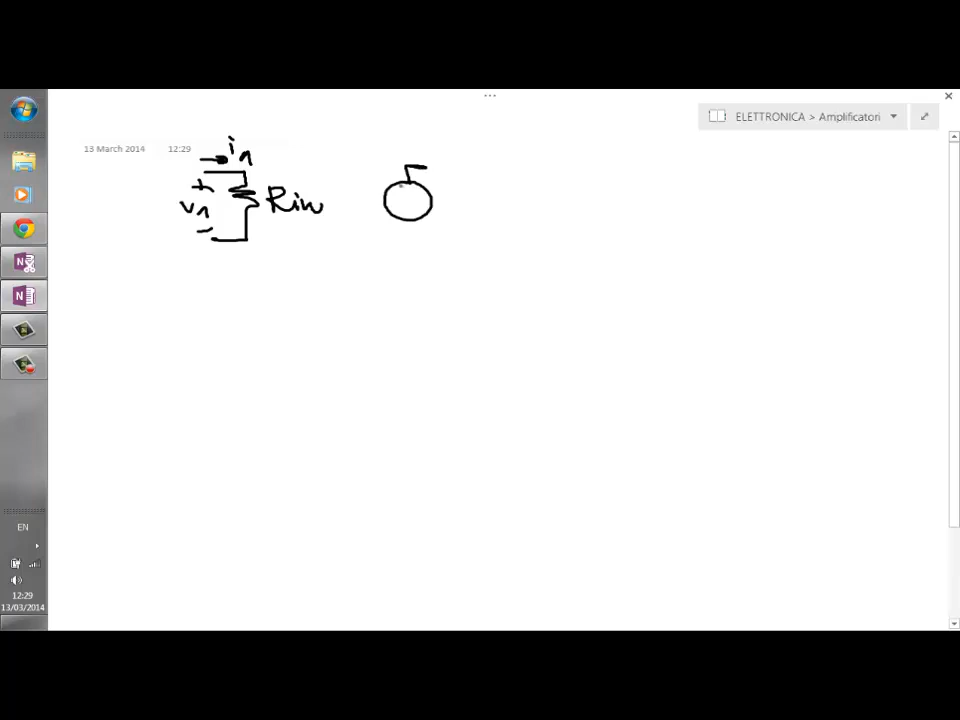 ELETTRONICA > Amplificatori
13 March 2014 12:29
i1
+
v1
Rin
−
EN
12:29
13/03/2014